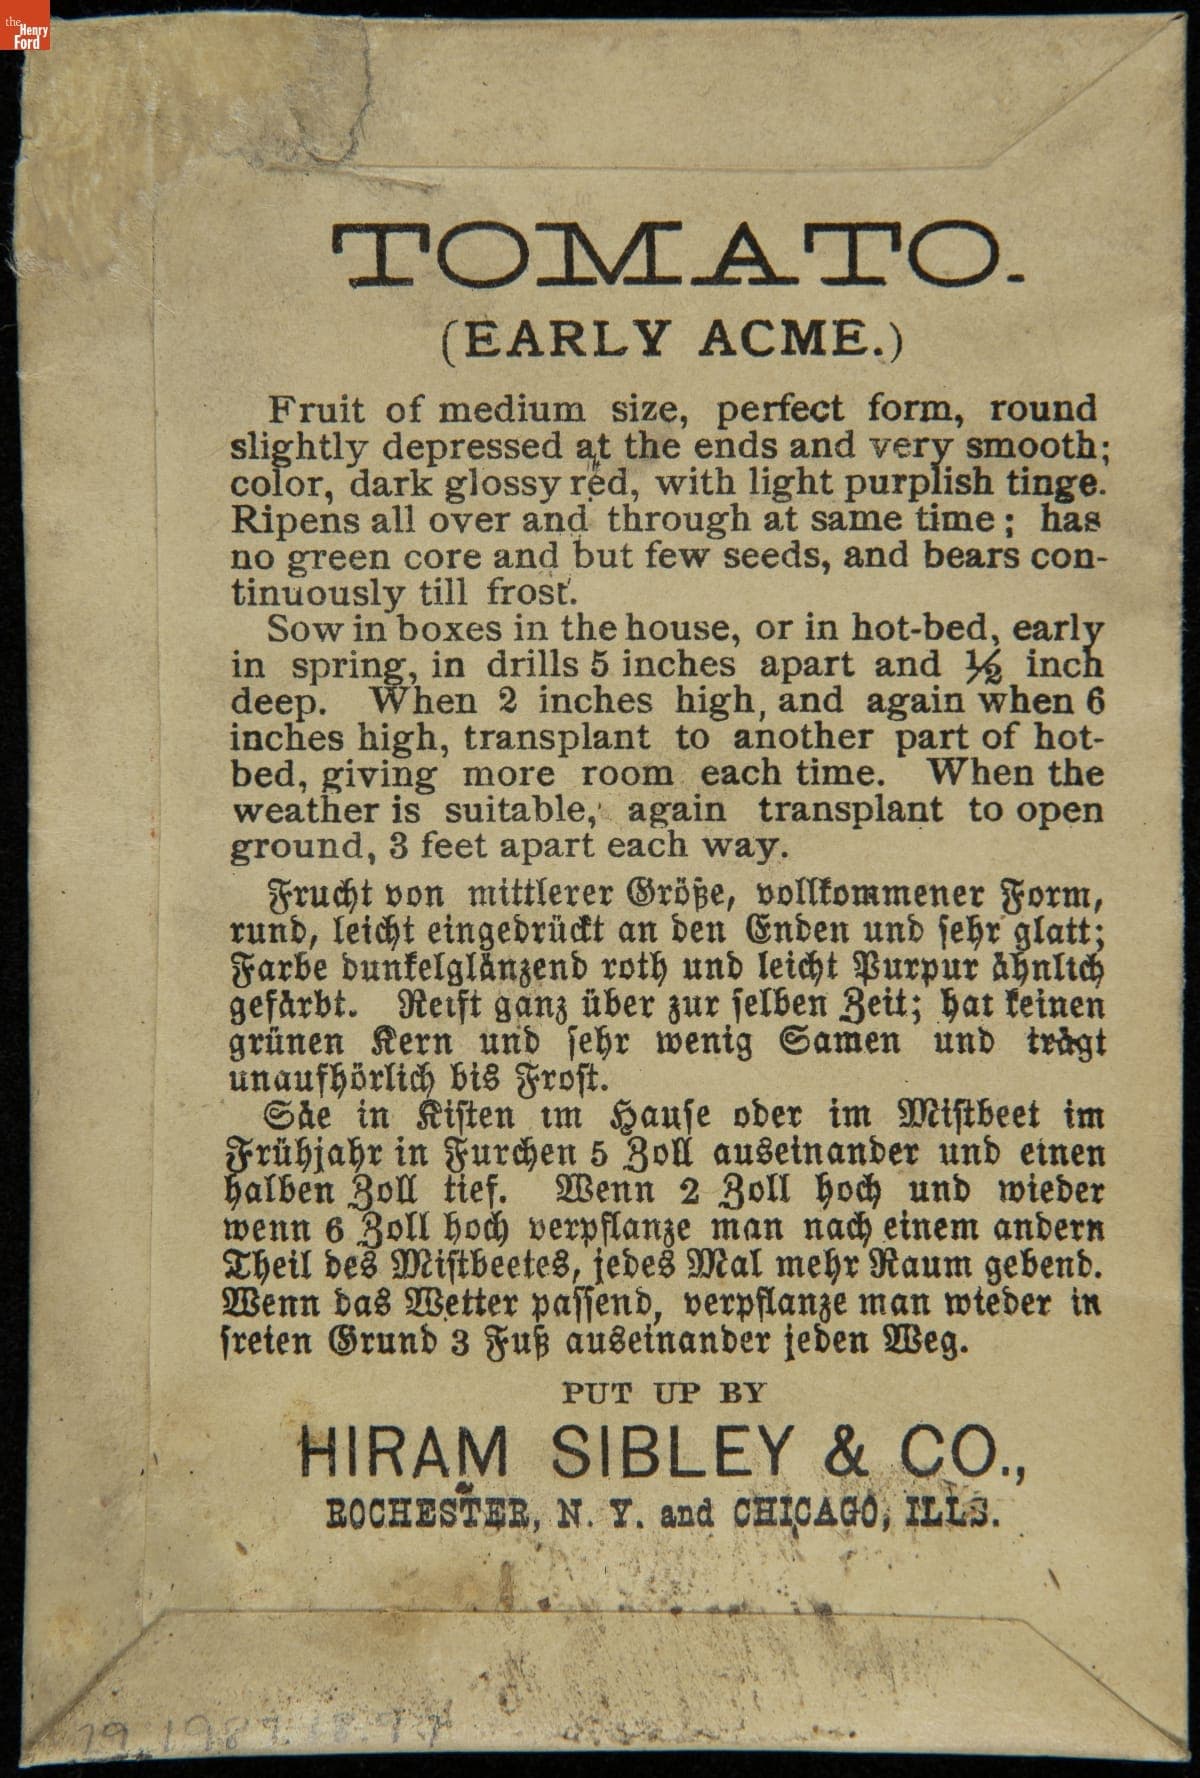 the
Henry
Ford
TOMATO.
(EARLY ACME.)
Fruit of medium size, perfect form, round
slightly depressed at the ends and very smooth;
color, dark glossy red, with light purplish tinge.
Ripens all over and through at same time; has
no green core and but few seeds, and bears con-
tinuously till frost.
Sow in boxes in the house, or in hot-bed, early
in spring, in drills 5 inches apart and ½ inch
deep. When 2 inches high, and again when 6
inches high, transplant to another part of hot-
bed, giving more room each time. When the
weather is suitable, again transplant to open
ground, 3 feet apart each way.
Frucht von mittlerer Größe, vollkommener Form,
rund, leicht eingedrückt an den Enden und sehr glatt;
Farbe dunkelglänzend roth und leicht Purpur ähnlich
gefärbt. Reift ganz über zur selben Zeit; hat keinen
grünen Kern und sehr wenig Samen und trägt
unaufhörlich bis Frost.
Säe in Kisten im Hause oder im Mistbeet im
Frühjahr in Furchen 5 Zoll auseinander und einen
halben Zoll tief. Wenn 2 Zoll hoch und wieder
wenn 6 Zoll hoch verpflanze man nach einem andern
Theil des Mistbeetes, jedes Mal mehr Raum gebend.
Wenn das Wetter passend, verpflanze man wieder in
freien Grund 3 Fuß auseinander jeden Weg.
PUT UP BY
HIRAM SIBLEY & CO.,
ROCHESTER, N. Y. and CHICAGO, ILLS.